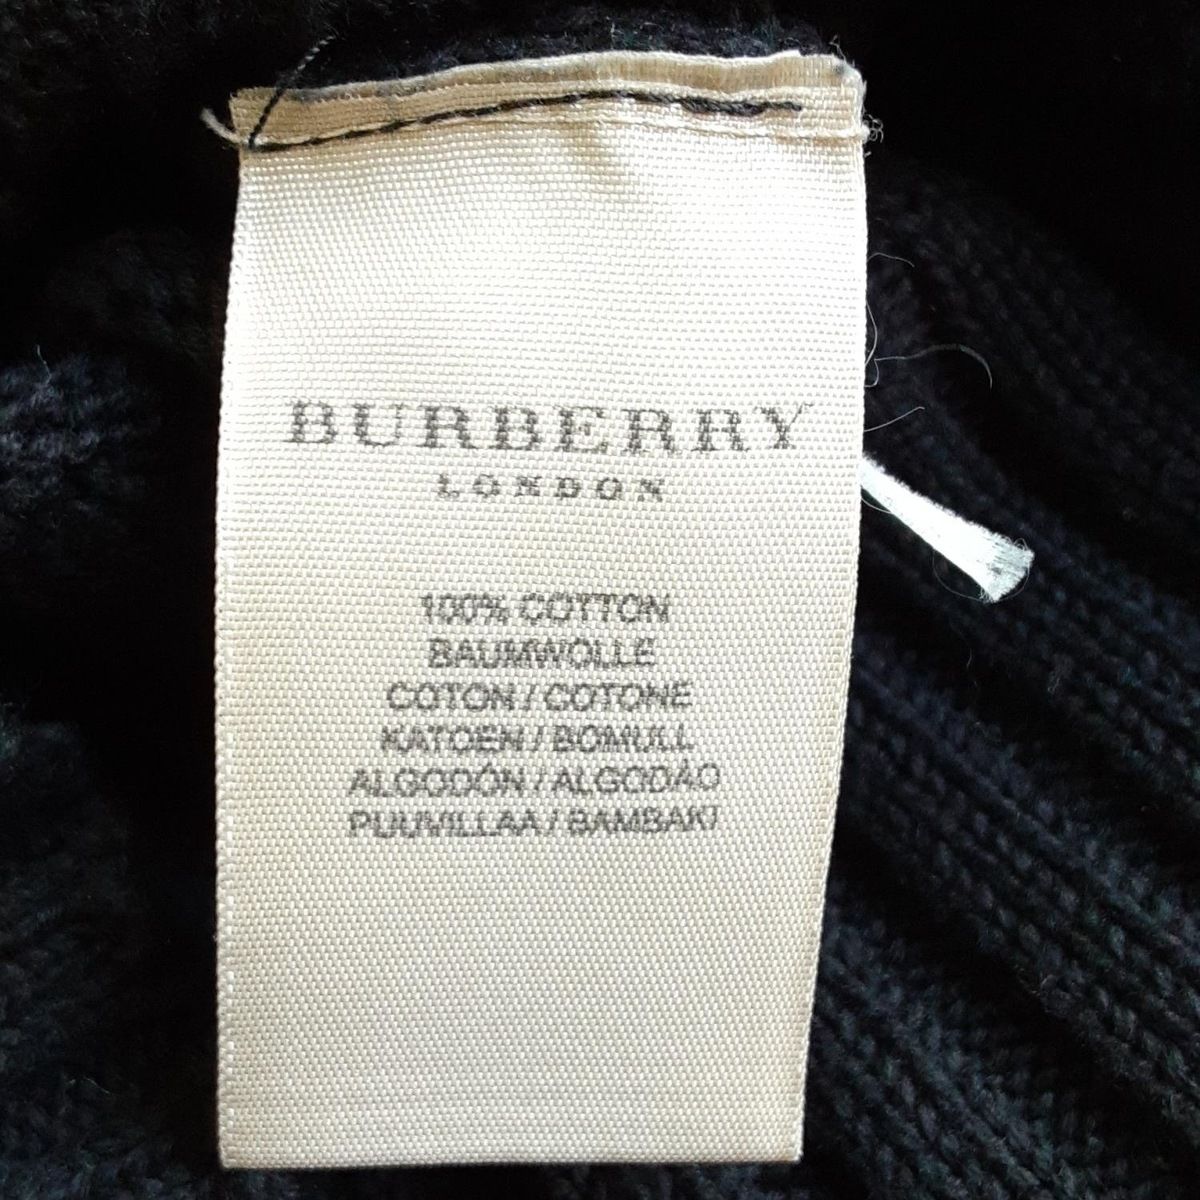 BURBERRY
LONDON
100% COTTON
BAUMWOLLE
COTON / COTONE
KATOEN / BOMULL
ALGODÓN / ALGODÃO
PUUVILLAA / BAMBAKI